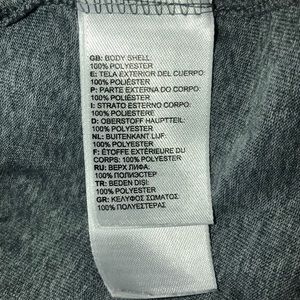 GB: BODY SHELL:
100% POLYESTER
E: TELA EXTERIOR DEL CUERPO:
100% POLIÉSTER
P: PARTE EXTERNA DO CORPO:
100% POLIÉSTER
I: STRATO ESTERNO CORPO:
100% POLIESTERE
D: OBERSTOFF HAUPTTEIL:
100% POLYESTER
NL: BUITENKANT LIJF:
100% POLYESTER
F: ÉTOFFE EXTÉRIEURE DU
CORPS: 100% POLYESTER
RU: ВЕРХ ЛИФА:
100% ПОЛИЭСТЕР
TR: BEDEN DIŞI:
100% POLYESTER
GR: ΚΕΛΥΦΟΣ ΣΩΜΑΤΟΣ:
100% ΠΟΛΥΕΣΤΕΡΑΣ